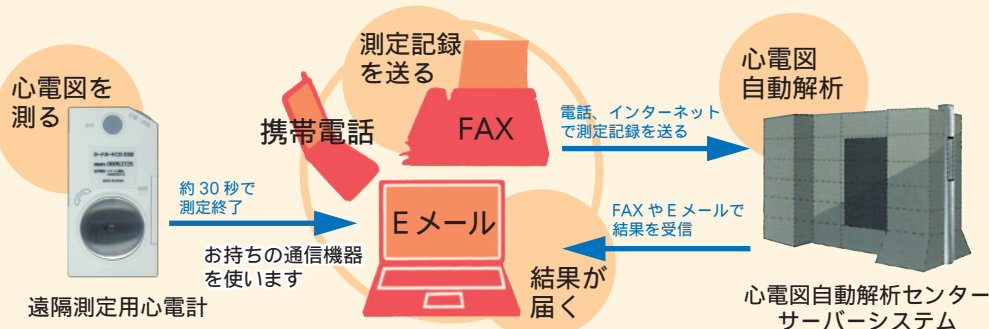 心電図を
測る
約30秒で
測定終了
遠隔測定用心電計
測定記録
を送る
携帯電話
FAX
Eメール
お持ちの通信機器
を使います
電話、インターネット
で測定記録を送る
FAXやEメールで
結果を受信
結果が
届く
心電図
自動解析
心電図自動解析センター
サーバーシステム